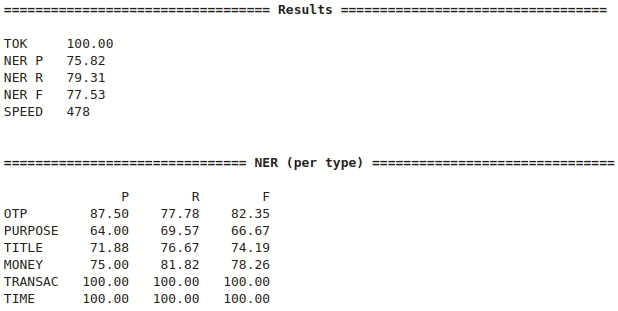 ================================== Results ==================================
TOK 100.00
NER P 75.82
NER R 79.31
NER F 77.53
SPEED 478
=============================== NER (per type) ===============================
P R F
OTP 87.50 77.78 82.35
PURPOSE 64.00 69.57 66.67
TITLE 71.88 76.67 74.19
MONEY 75.00 81.82 78.26
TRANSAC 100.00 100.00 100.00
TIME 100.00 100.00 100.00